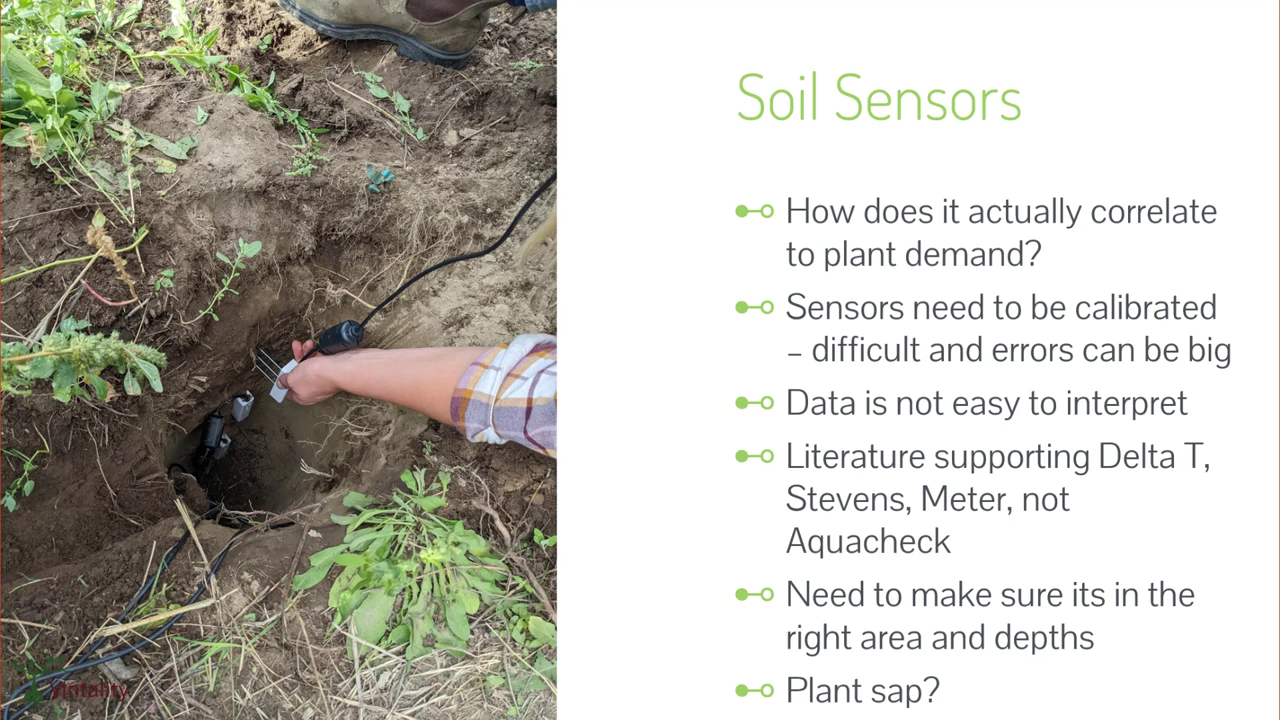 Soil Sensors
How does it actually correlate
to plant demand?
Sensors need to be calibrated
– difficult and errors can be big
Data is not easy to interpret
Literature supporting Delta T,
Stevens, Meter, not
Aquacheck
Need to make sure its in the
right area and depths
Plant sap?
Vintality